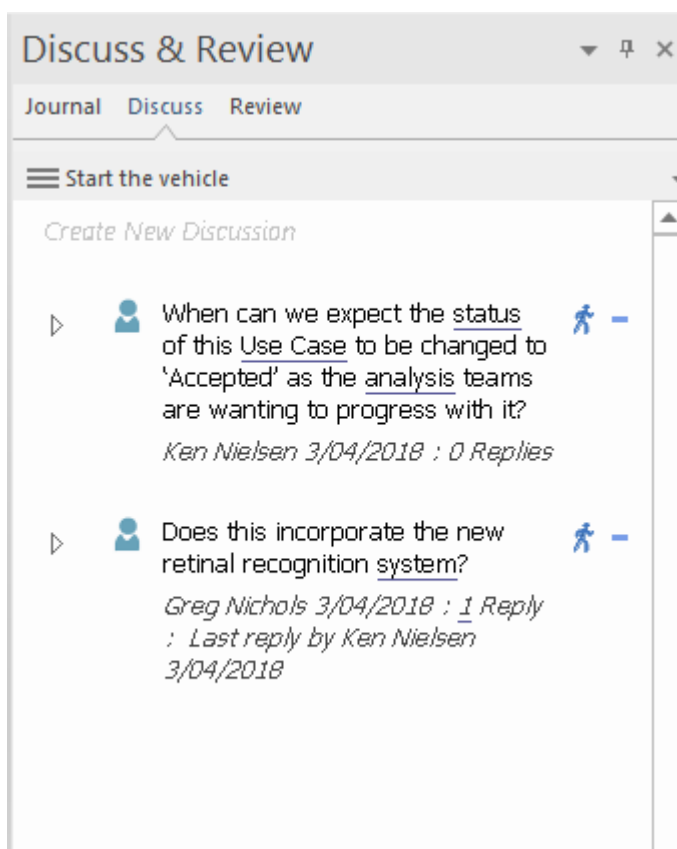 Discuss & Review
Journal Discuss Review
Start the vehicle
Create New Discussion
When can we expect the status
of this Use Case to be changed to
'Accepted' as the analysis teams
are wanting to progress with it?
Ken Nielsen 3/04/2018 : 0 Replies
Does this incorporate the new
retinal recognition system?
Greg Nichols 3/04/2018 : 1 Reply
: Last reply by Ken Nielsen
3/04/2018